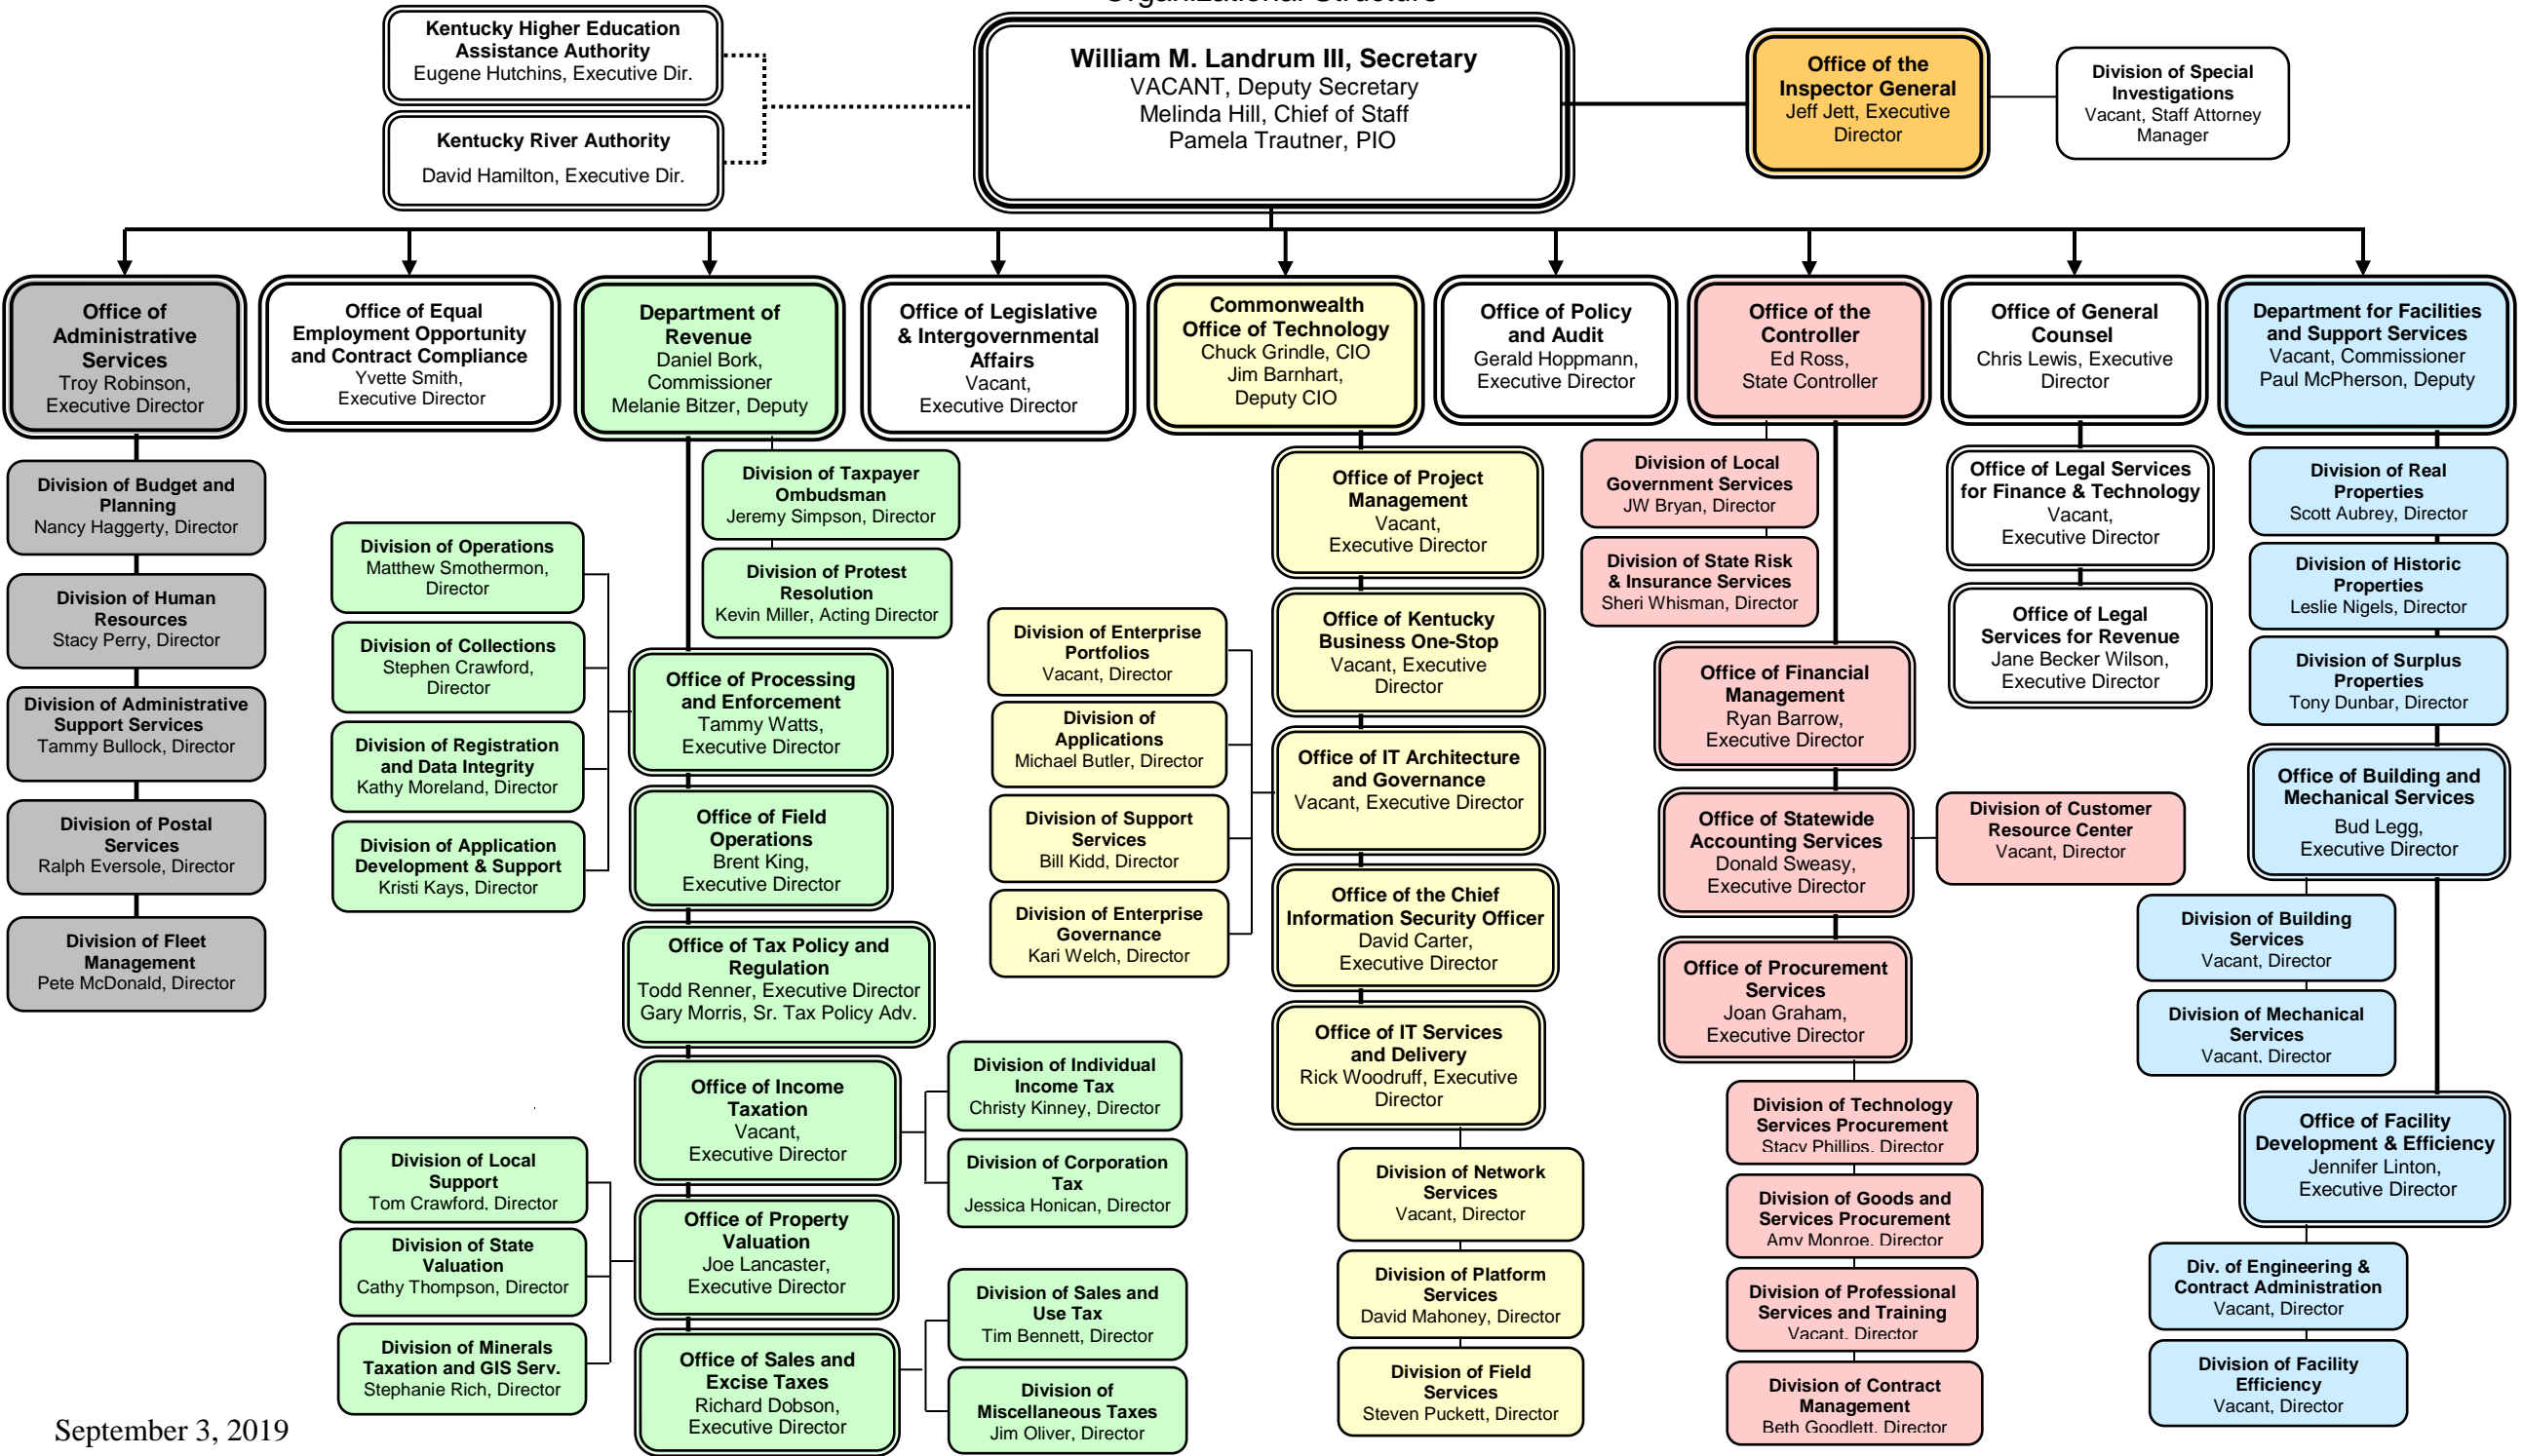 Organizational Structure
Kentucky Higher Education
Assistance Authority
Eugene Hutchins, Executive Dir.
Kentucky River Authority
David Hamilton, Executive Dir.
William M. Landrum III, Secretary
VACANT, Deputy Secretary
Melinda Hill, Chief of Staff
Pamela Trautner, PIO
Office of the
Inspector General
Jeff Jett, Executive
Director
Division of Special
Investigations
Vacant, Staff Attorney
Manager
Office of
Administrative
Services
Troy Robinson,
Executive Director
Office of Equal
Employment Opportunity
and Contract Compliance
Yvette Smith,
Executive Director
Department of
Revenue
Daniel Bork,
Commissioner
Melanie Bitzer, Deputy
Office of Legislative
& Intergovernmental
Affairs
Vacant,
Executive Director
Commonwealth
Office of Technology
Chuck Grindle, CIO
Jim Barnhart,
Deputy CIO
Office of Policy
and Audit
Gerald Hoppmann,
Executive Director
Office of the
Controller
Ed Ross,
State Controller
Office of General
Counsel
Chris Lewis, Executive
Director
Department for Facilities
and Support Services
Vacant, Commissioner
Paul McPherson, Deputy
Division of Budget and
Planning
Nancy Haggerty, Director
Division of Human
Resources
Stacy Perry, Director
Division of Administrative
Support Services
Tammy Bullock, Director
Division of Postal
Services
Ralph Eversole, Director
Division of Fleet
Management
Pete McDonald, Director
Division of Taxpayer
Ombudsman
Jeremy Simpson, Director
Division of Protest
Resolution
Kevin Miller, Acting Director
Division of Operations
Matthew Smothermon,
Director
Division of Collections
Stephen Crawford,
Director
Division of Registration
and Data Integrity
Kathy Moreland, Director
Division of Application
Development & Support
Kristi Kays, Director
Office of Processing
and Enforcement
Tammy Watts,
Executive Director
Office of Field
Operations
Brent King,
Executive Director
Office of Tax Policy and
Regulation
Todd Renner, Executive Director
Gary Morris, Sr. Tax Policy Adv.
Office of Income
Taxation
Vacant,
Executive Director
Division of Individual
Income Tax
Christy Kinney, Director
Division of Corporation
Tax
Jessica Honican, Director
Division of Local
Support
Tom Crawford, Director
Division of State
Valuation
Cathy Thompson, Director
Division of Minerals
Taxation and GIS Serv.
Stephanie Rich, Director
Office of Property
Valuation
Joe Lancaster,
Executive Director
Office of Sales and
Excise Taxes
Richard Dobson,
Executive Director
Division of Sales and
Use Tax
Tim Bennett, Director
Division of
Miscellaneous Taxes
Jim Oliver, Director
Office of Project
Management
Vacant,
Executive Director
Office of Kentucky
Business One-Stop
Vacant, Executive
Director
Division of Enterprise
Portfolios
Vacant, Director
Division of
Applications
Michael Butler, Director
Division of Support
Services
Bill Kidd, Director
Division of Enterprise
Governance
Kari Welch, Director
Office of IT Architecture
and Governance
Vacant, Executive Director
Office of the Chief
Information Security Officer
David Carter,
Executive Director
Office of IT Services
and Delivery
Rick Woodruff, Executive
Director
Division of Network
Services
Vacant, Director
Division of Platform
Services
David Mahoney, Director
Division of Field
Services
Steven Puckett, Director
Division of Local
Government Services
JW Bryan, Director
Division of State Risk
& Insurance Services
Sheri Whisman, Director
Office of Financial
Management
Ryan Barrow,
Executive Director
Office of Statewide
Accounting Services
Donald Sweasy,
Executive Director
Division of Customer
Resource Center
Vacant, Director
Office of Procurement
Services
Joan Graham,
Executive Director
Division of Technology
Services Procurement
Stacy Phillips, Director
Division of Goods and
Services Procurement
Amy Monroe, Director
Division of Professional
Services and Training
Vacant, Director
Division of Contract
Management
Beth Goodlett, Director
Office of Legal Services
for Finance & Technology
Vacant,
Executive Director
Office of Legal
Services for Revenue
Jane Becker Wilson,
Executive Director
Division of Real
Properties
Scott Aubrey, Director
Division of Historic
Properties
Leslie Nigels, Director
Division of Surplus
Properties
Tony Dunbar, Director
Office of Building and
Mechanical Services
Bud Legg,
Executive Director
Division of Building
Services
Vacant, Director
Division of Mechanical
Services
Vacant, Director
Office of Facility
Development & Efficiency
Jennifer Linton,
Executive Director
Div. of Engineering &
Contract Administration
Vacant, Director
Division of Facility
Efficiency
Vacant, Director
September 3, 2019